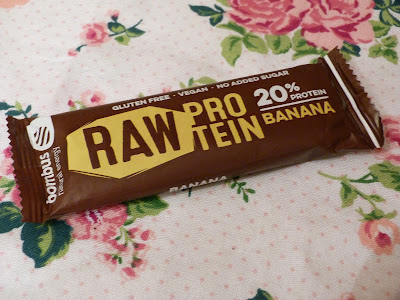 GLUTEN FREE • VEGAN • NO ADDED SUGAR
bombus
natural energy
RAW
PRO
TEIN
20% PROTEIN
BANANA
BANANA